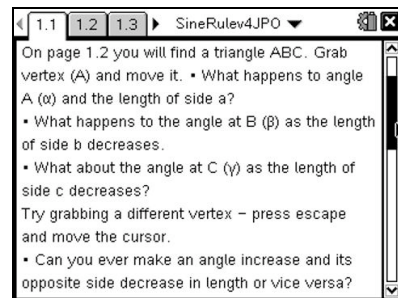 1.1 1.2 1.3 SineRulev4JPO
On page 1.2 you will find a triangle ABC. Grab
vertex (A) and move it. • What happens to angle
A (α) and the length of side a?
• What happens to the angle at B (β) as the length
of side b decreases.
• What about the angle at C (γ) as the length of
side c decreases?
Try grabbing a different vertex – press escape
and move the cursor.
• Can you ever make an angle increase and its
opposite side decrease in length or vice versa?